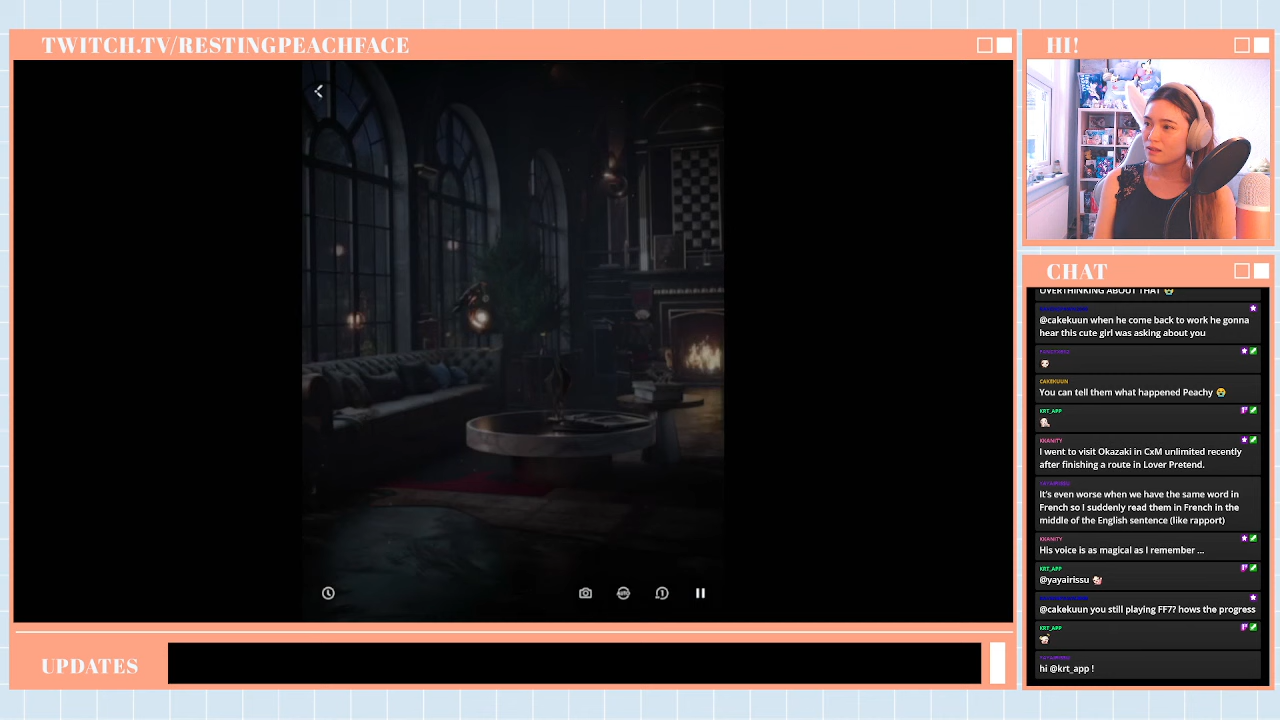 TWITCH.TV/RESTINGPEACHFACE
HI!
CHAT
OVERTHINKING ABOUT THAT 😭
@cakekuun when he come back to work he gonna
hear this cute girl was asking about you
CAKEKUUN
You can tell them what happened Peachy 😭
KRT_APP
KKANITY
I went to visit Okazaki in CxM unlimited recently
after finishing a route in Lover Pretend.
YAYAIRISSU
It's even worse when we have the same word in
French so I suddenly read them in French in the
middle of the English sentence (like rapport)
KKANITY
His voice is as magical as I remember ...
KRT_APP
@yayairissu
@cakekuun you still playing FF7? hows the progress
KRT_APP
YAYAIRISSU
hi @krt_app !
AUTO
UPDATES